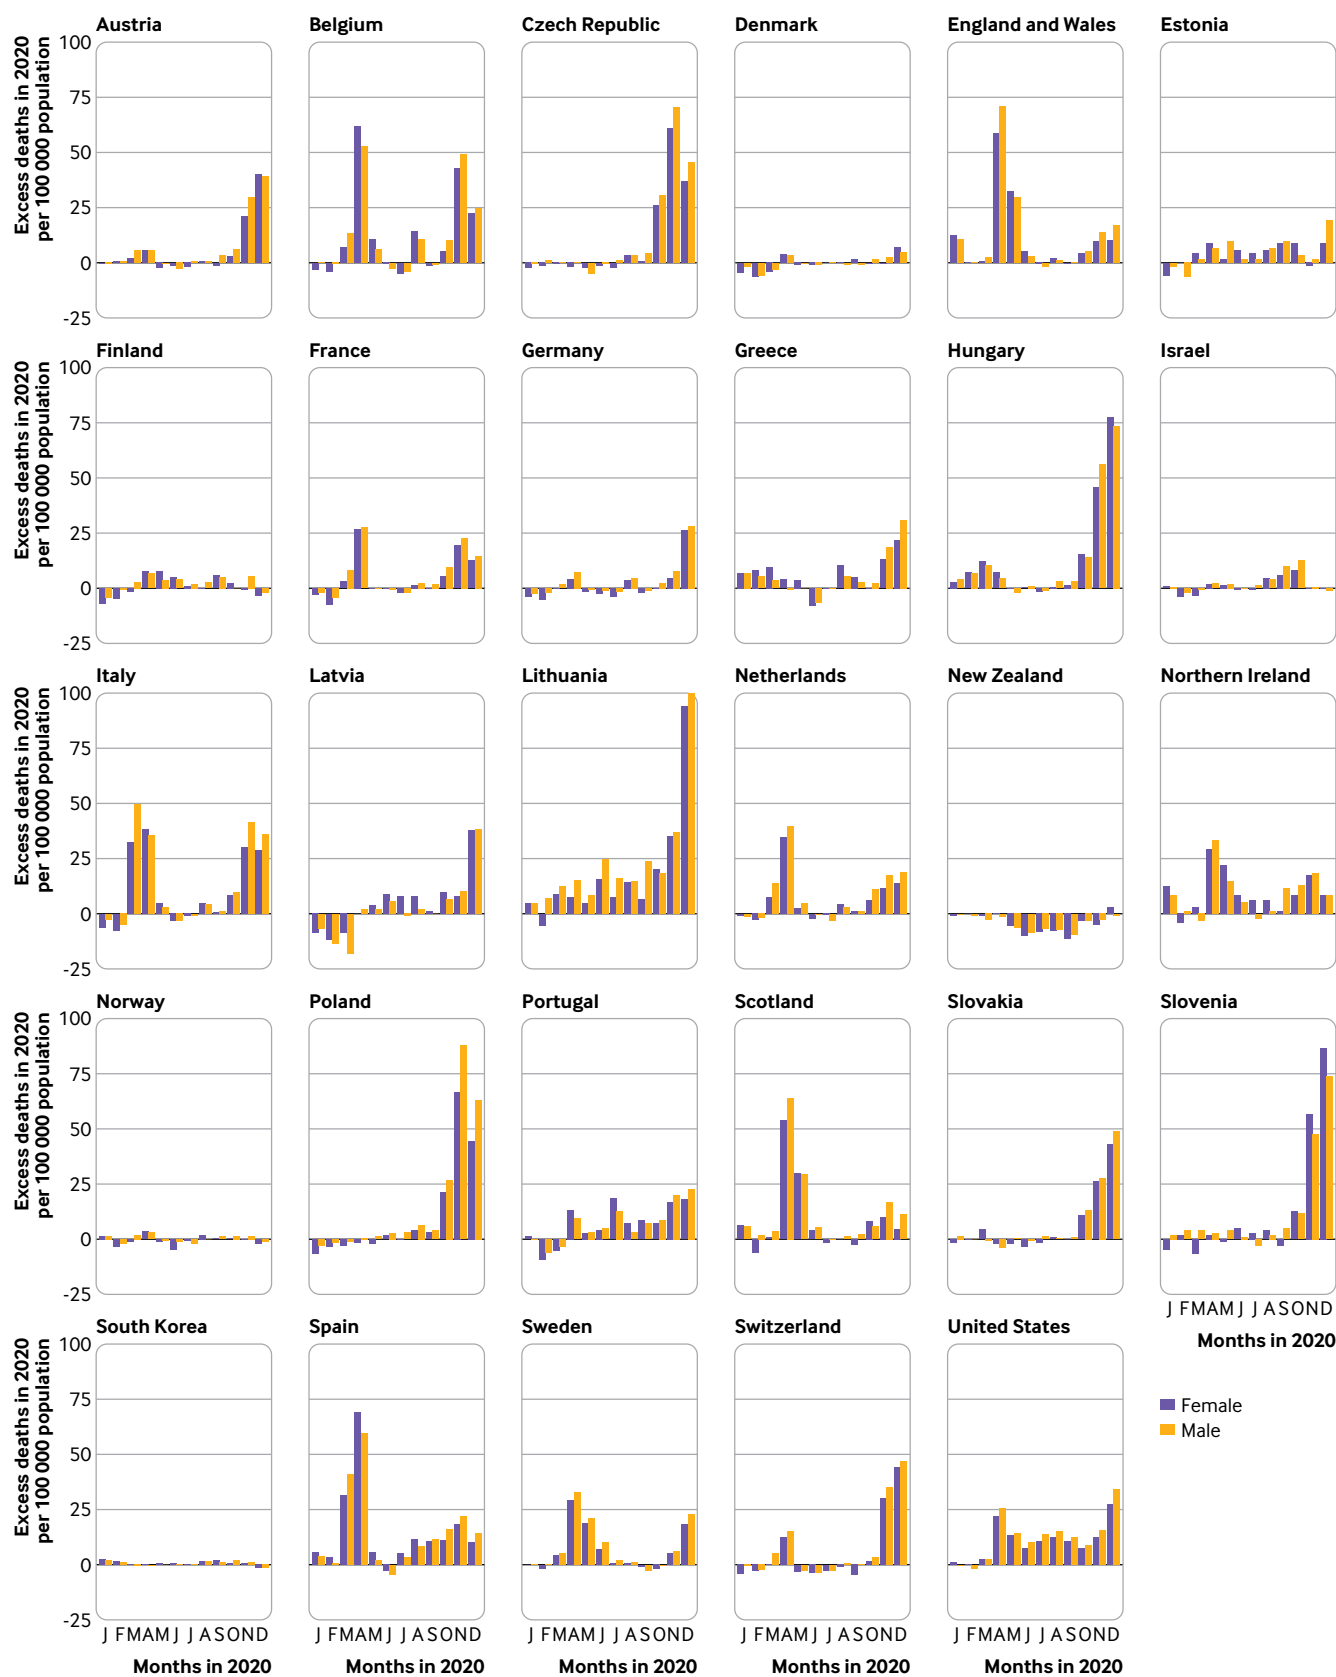 Austria
Belgium
Czech Republic
Denmark
England and Wales
Estonia
Excess deaths in 2020
per 100 000 population
100
75
50
25
0
-25
Finland
France
Germany
Greece
Hungary
Israel
Excess deaths in 2020
per 100 000 population
100
75
50
25
0
-25
Italy
Latvia
Lithuania
Netherlands
New Zealand
Northern Ireland
Excess deaths in 2020
per 100 000 population
100
75
50
25
0
-25
Norway
Poland
Portugal
Scotland
Slovakia
Slovenia
Excess deaths in 2020
per 100 000 population
100
75
50
25
0
-25
J F M A M J J A S O N D
Months in 2020
South Korea
Spain
Sweden
Switzerland
United States
Excess deaths in 2020
per 100 000 population
100
75
50
25
0
-25
Female
Male
J F M A M J J A S O N D
J F M A M J J A S O N D
J F M A M J J A S O N D
J F M A M J J A S O N D
J F M A M J J A S O N D
Months in 2020
Months in 2020
Months in 2020
Months in 2020
Months in 2020